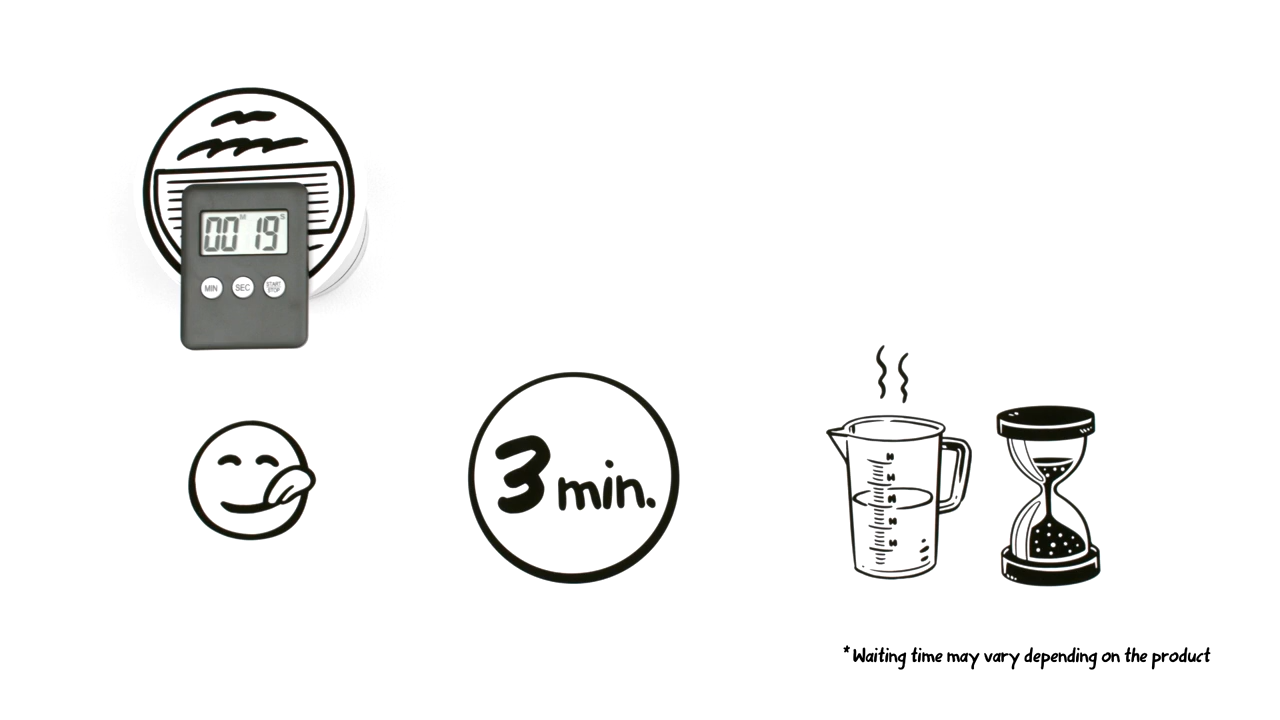 00 M 19 S
MIN SEC START STOP
3 min.
* Waiting time may vary depending on the product